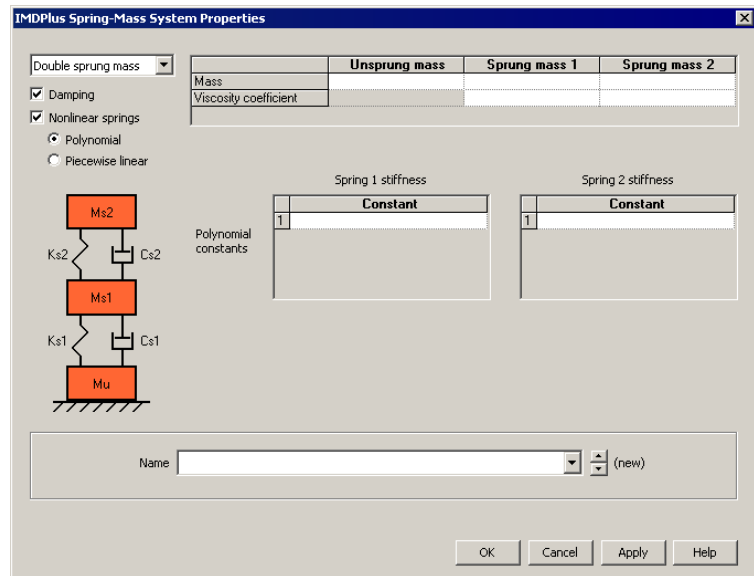 IMDPlus Spring-Mass System Properties
Double sprung mass
Damping
Nonlinear springs
Polynomial
Piecewise linear
Unsprung mass Sprung mass 1 Sprung mass 2
Mass
Viscosity coefficient
Spring 1 stiffness Spring 2 stiffness
Constant Constant
1 1
Polynomial
constants
Ms2
Ks2 Cs2
Ms1
Ks1 Cs1
Mu
Name (new)
OK Cancel Apply Help